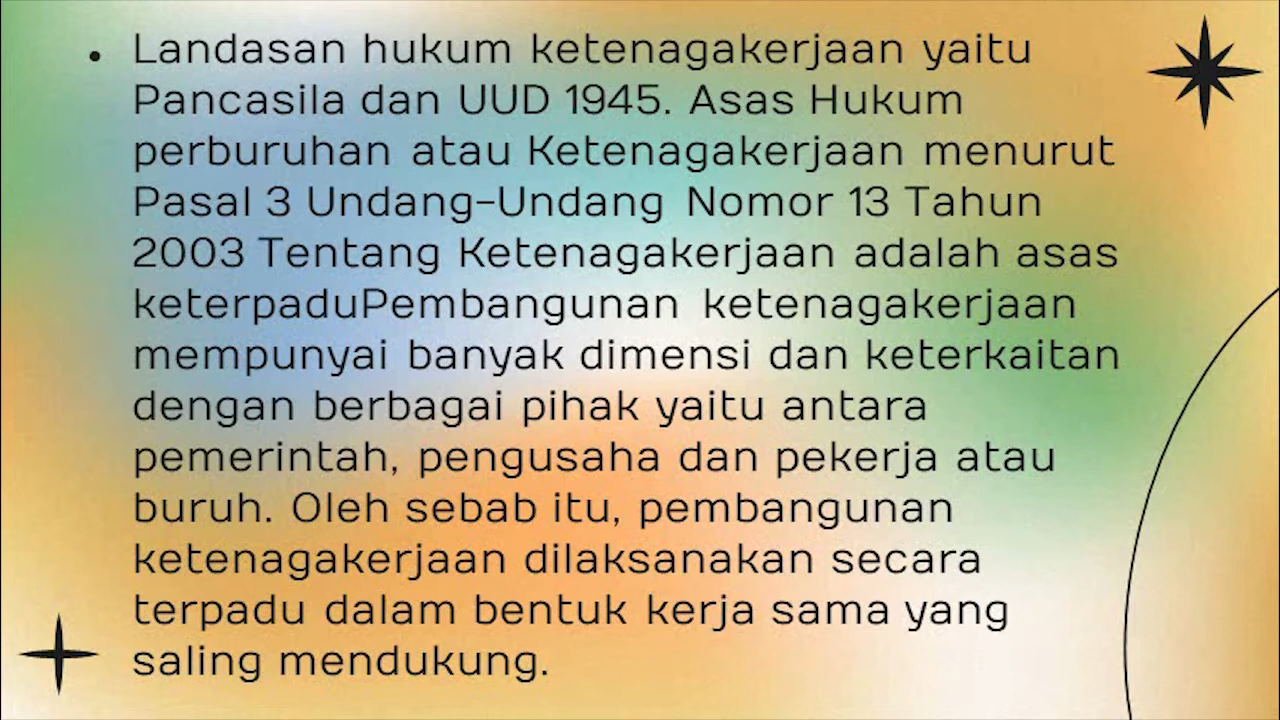 • Landasan hukum ketenagakerjaan yaitu
Pancasila dan UUD 1945. Asas Hukum
perburuhan atau Ketenagakerjaan menurut
Pasal 3 Undang-Undang Nomor 13 Tahun
2003 Tentang Ketenagakerjaan adalah asas
keterpaduPembangunan ketenagakerjaan
mempunyai banyak dimensi dan keterkaitan
dengan berbagai pihak yaitu antara
pemerintah, pengusaha dan pekerja atau
buruh. Oleh sebab itu, pembangunan
ketenagakerjaan dilaksanakan secara
terpadu dalam bentuk kerja sama yang
saling mendukung.